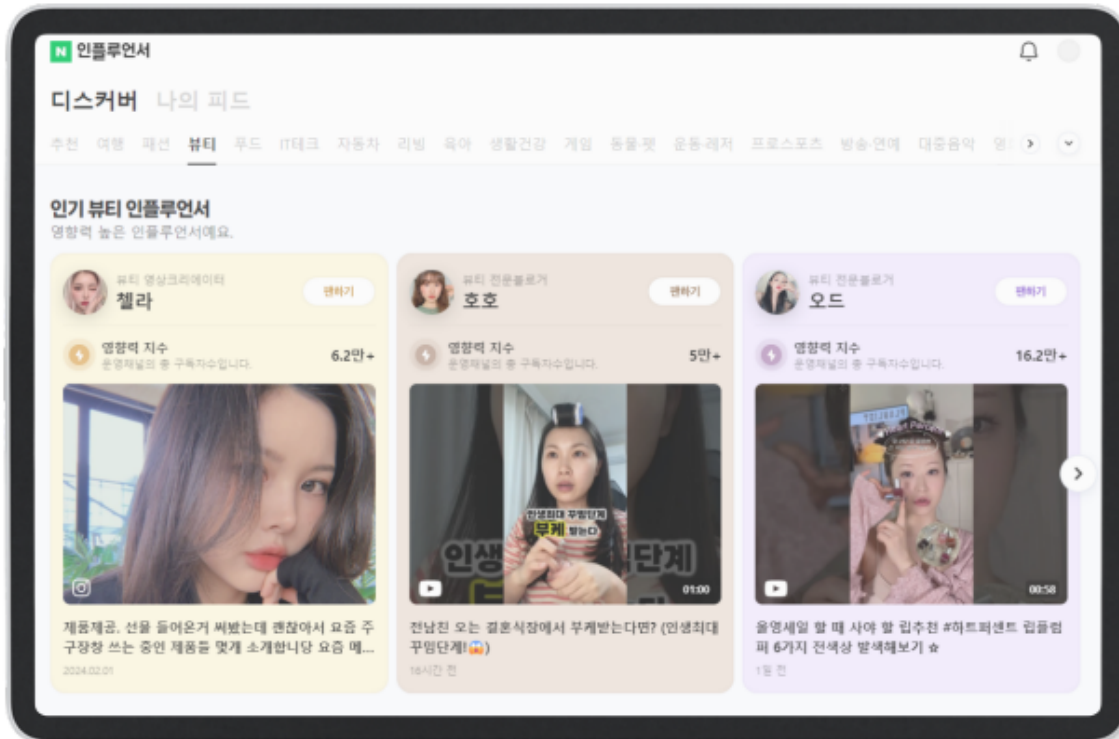 N 인플루언서
디스커버 나의 피드
추천 여행 패션 뷰티 푸드 IT테크 자동차 리빙 육아 생활건강 게임 동물·펫 운동·레저 프로스포츠 방송·연예 대중음악
인기 뷰티 인플루언서
영향력 높은 인플루언서예요.
뷰티 영상크리에이터
첼라
팬하기
영향력 지수
운영채널의 총 구독자수입니다.
6.2만+
제품제공. 선물 들어온거 써봤는데 괜찮아서 요즘 주
구장창 쓰는 중인 제품들 몇개 소개합니당 요즘 메...
2024.02.01
뷰티 전문블로거
호호
팬하기
영향력 지수
운영채널의 총 구독자수입니다.
5만+
인생최대 꾸밈단계
부케 받는다
인생 단계
01:00
전남친 오는 결혼식장에서 부케받는다면? (인생최대
꾸밈단계!😱)
16시간 전
뷰티 전문블로거
오드
팬하기
영향력 지수
운영채널의 총 구독자수입니다.
16.2만+
00:58
올영세일 할 때 사야 할 립추천 #하트퍼센트 립플럼
퍼 6가지 전색상 발색해보기 ☆
1일 전